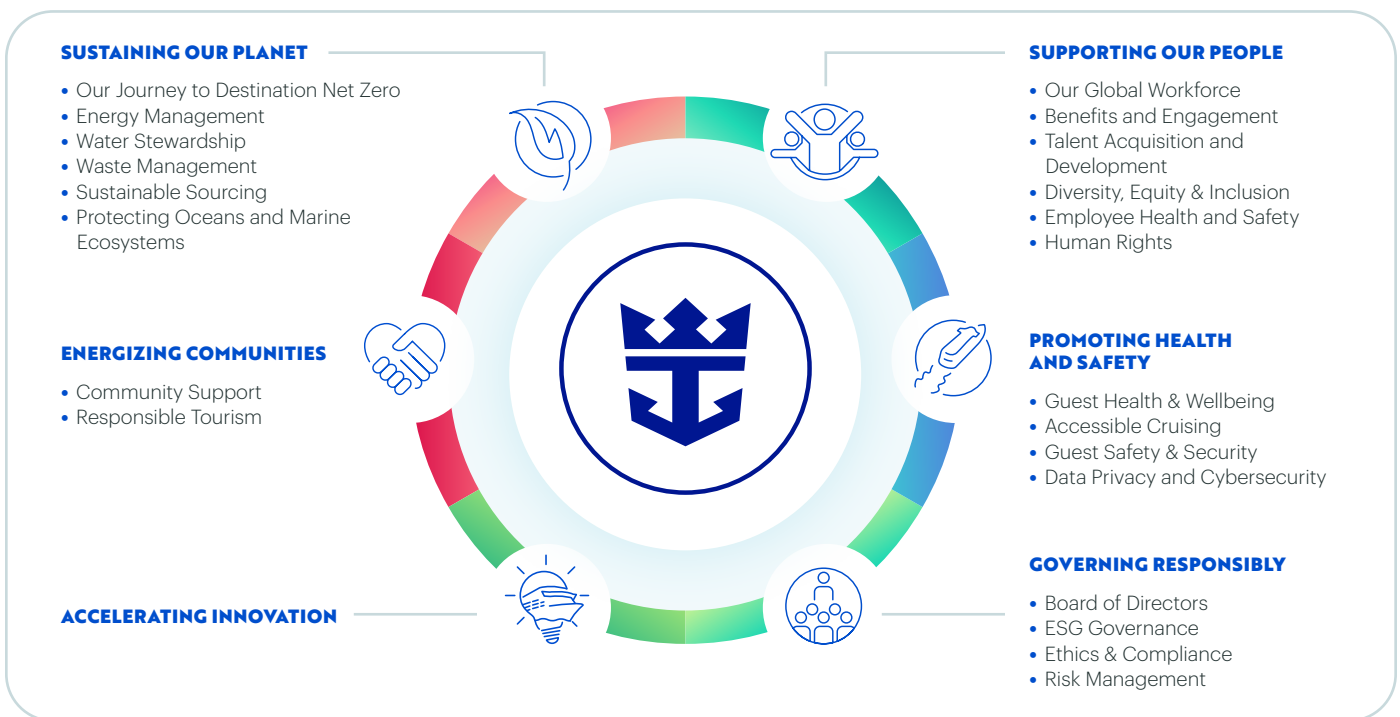 SUSTAINING OUR PLANET
• Our Journey to Destination Net Zero
• Energy Management
• Water Stewardship
• Waste Management
• Sustainable Sourcing
• Protecting Oceans and Marine
Ecosystems
ENERGIZING COMMUNITIES
• Community Support
• Responsible Tourism
ACCELERATING INNOVATION
SUPPORTING OUR PEOPLE
• Our Global Workforce
• Benefits and Engagement
• Talent Acquisition and
Development
• Diversity, Equity & Inclusion
• Employee Health and Safety
• Human Rights
PROMOTING HEALTH
AND SAFETY
• Guest Health & Wellbeing
• Accessible Cruising
• Guest Safety & Security
• Data Privacy and Cybersecurity
GOVERNING RESPONSIBLY
• Board of Directors
• ESG Governance
• Ethics & Compliance
• Risk Management